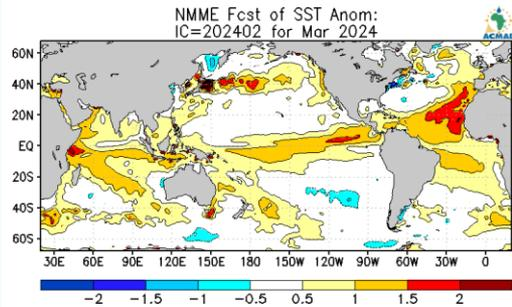 NMME Fcst of SST Anom:
IC=202402 for Mar 2024
ACMAD
60N
40N
20N
EQ
20S
40S
60S
30E 60E 90E 120E 150E 180 150W 120W 90W 60W 30W 0
-2 -1.5 -1 -0.5 0.5 1 1.5 2